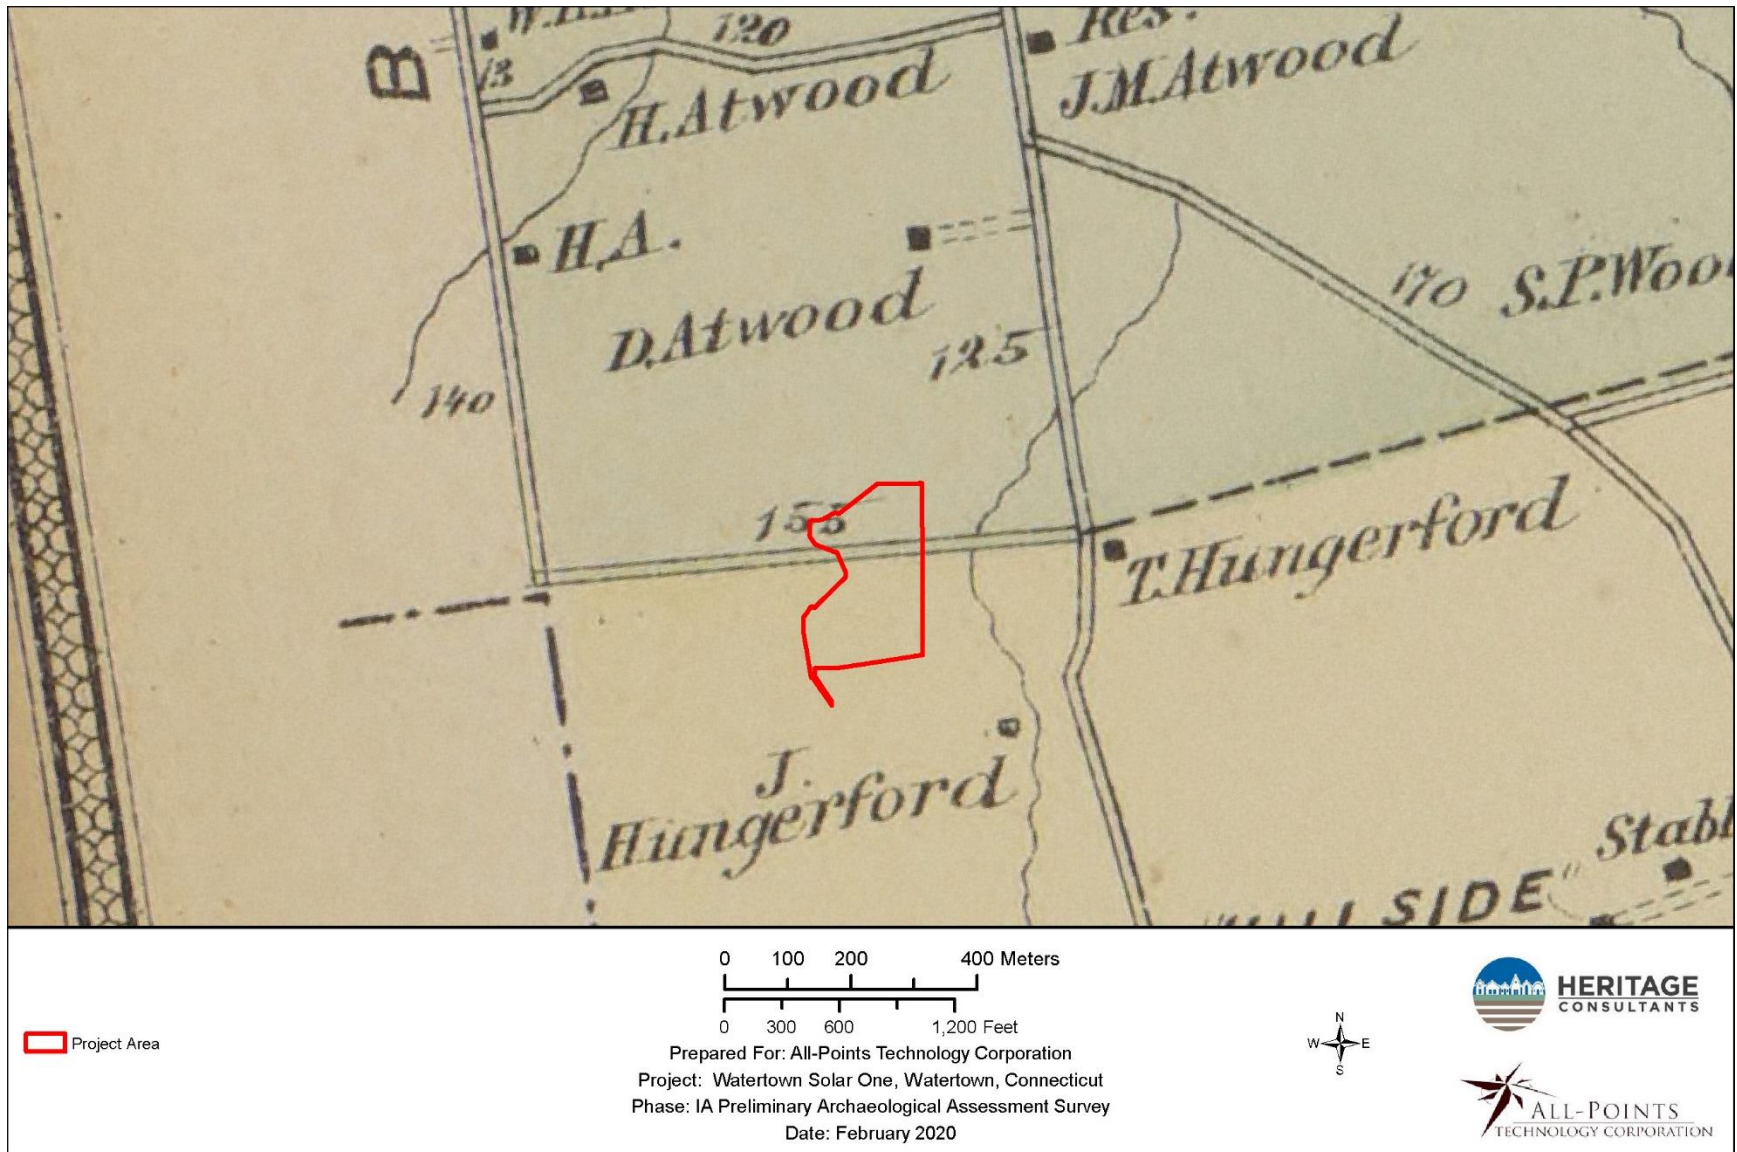 B
13
120
H. Atwood
Res.
J.M. Atwood
H.A.
D. Atwood
125
140
170
S.P. Woo
155
T. Hungerford
J.
Hungerford
Stabl
SIDE"
0 100 200 400 Meters
0 300 600 1,200 Feet
Project Area
Prepared For: All-Points Technology Corporation
Project: Watertown Solar One, Watertown, Connecticut
Phase: IA Preliminary Archaeological Assessment Survey
Date: February 2020
N
W E
S
HERITAGE
CONSULTANTS
ALL-POINTS
TECHNOLOGY CORPORATION